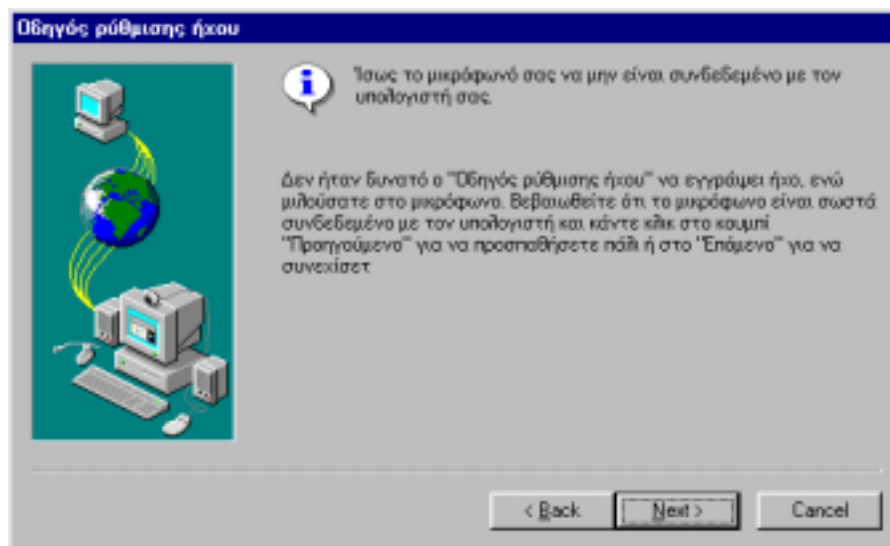 Οδηγός ρύθμισης ήχου
Ίσως το μικρόφωνό σας να μην είναι συνδεδεμένο με τον
υπολογιστή σας.
Δεν ήταν δυνατό ο "Οδηγός ρύθμισης ήχου" να εγγράψει ήχο, ενώ
μιλούσατε στο μικρόφωνο. Βεβαιωθείτε ότι το μικρόφωνο είναι σωστά
συνδεδεμένο με τον υπολογιστή και κάντε κλικ στο κουμπί
"Προηγούμενο" για να προσπαθήσετε πάλι ή στο "Επόμενο" για να
συνεχίσετ
< Back
Next >
Cancel